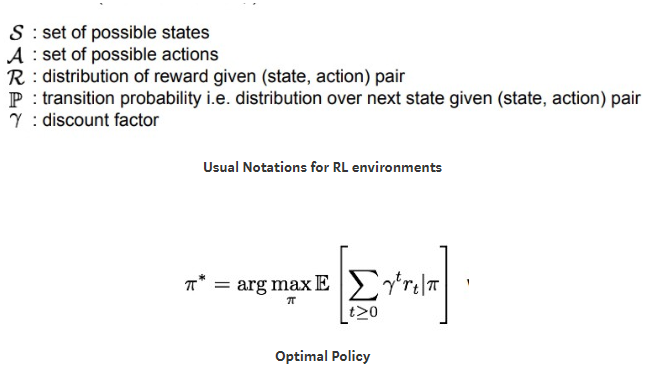 𝒮 : set of possible states
𝒜 : set of possible actions
ℛ : distribution of reward given (state, action) pair
ℙ : transition probability i.e. distribution over next state given (state, action) pair
γ : discount factor
Usual Notations for RL environments
π* = arg max_π 𝔼 [ ∑_{t≥0} γ^t r_t | π ]
Optimal Policy